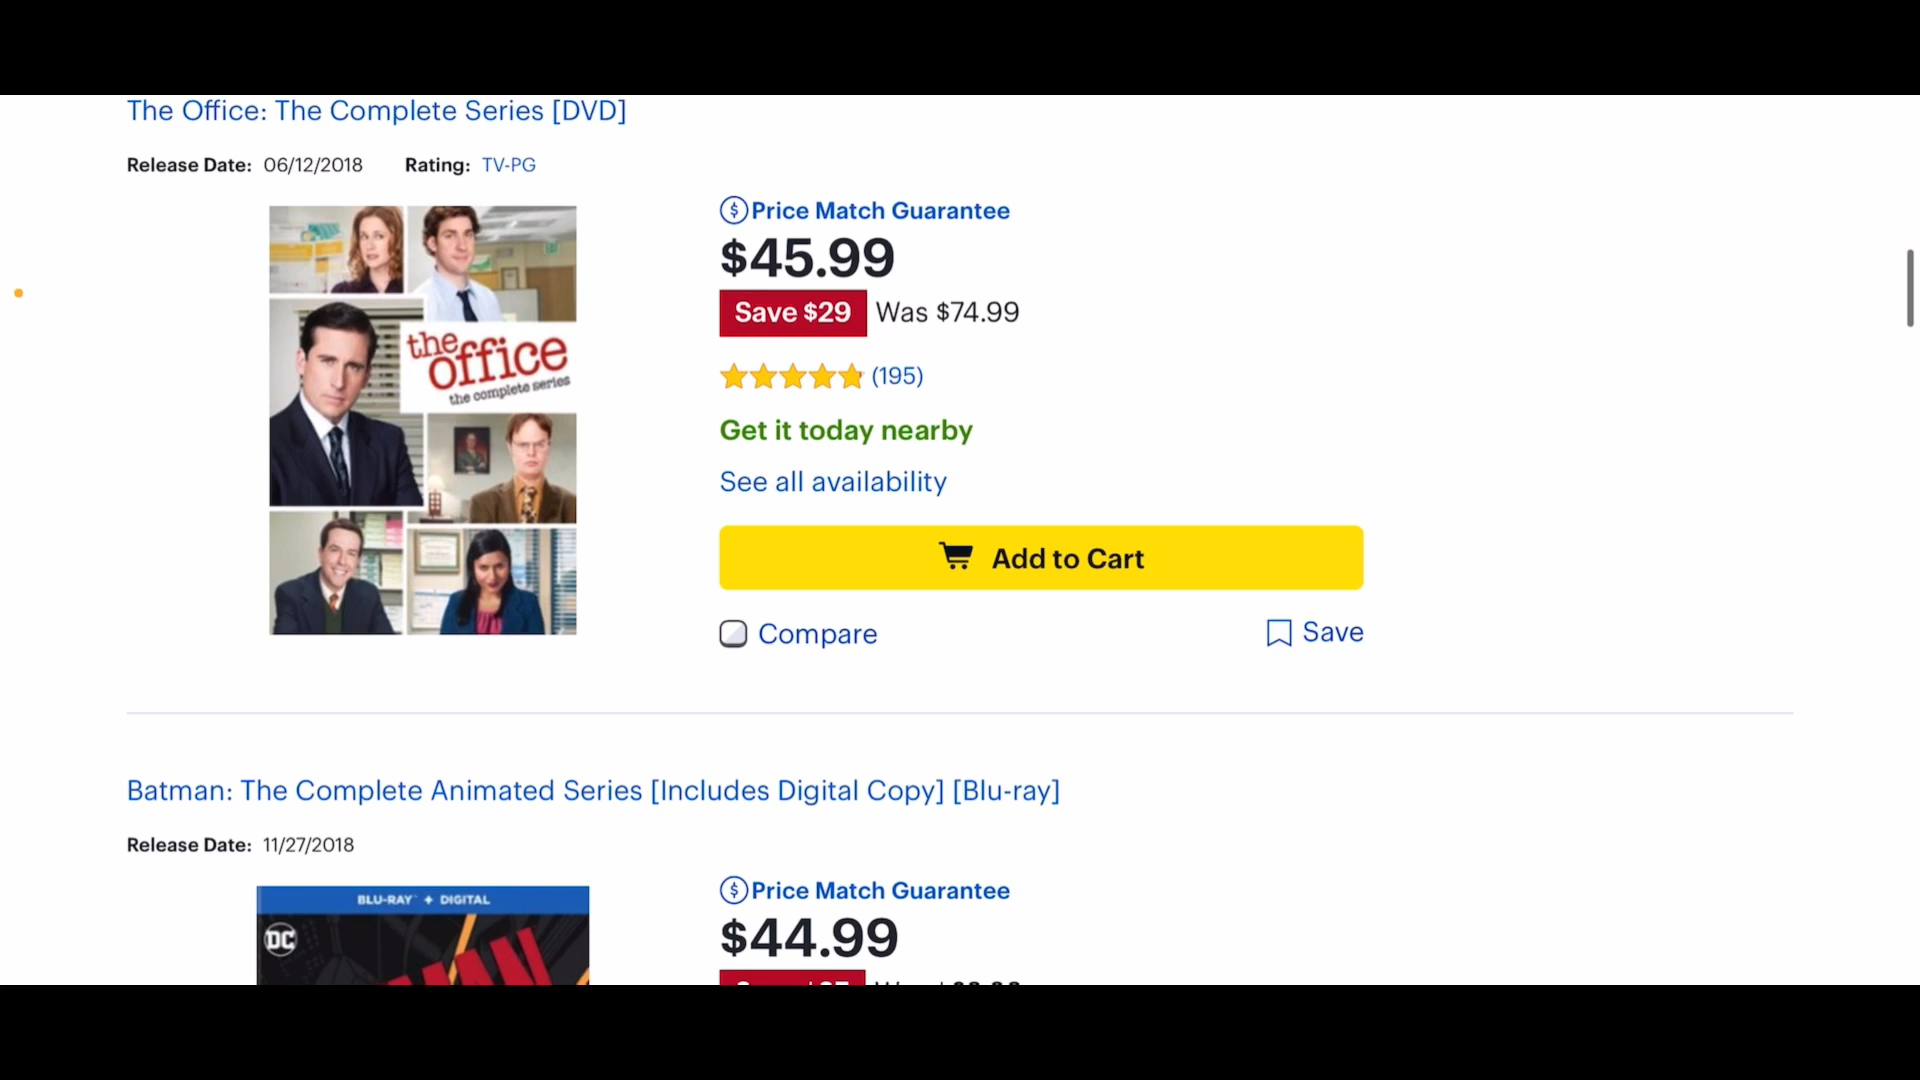 The Office: The Complete Series [DVD]
Release Date: 06/12/2018 Rating: TV-PG
the office
the complete series
Price Match Guarantee
$45.99
Save $29 Was $74.99
(195)
Get it today nearby
See all availability
Add to Cart
Compare
Save
Batman: The Complete Animated Series [Includes Digital Copy] [Blu-ray]
Release Date: 11/27/2018
BLU-RAY + DIGITAL
DC
Price Match Guarantee
$44.99